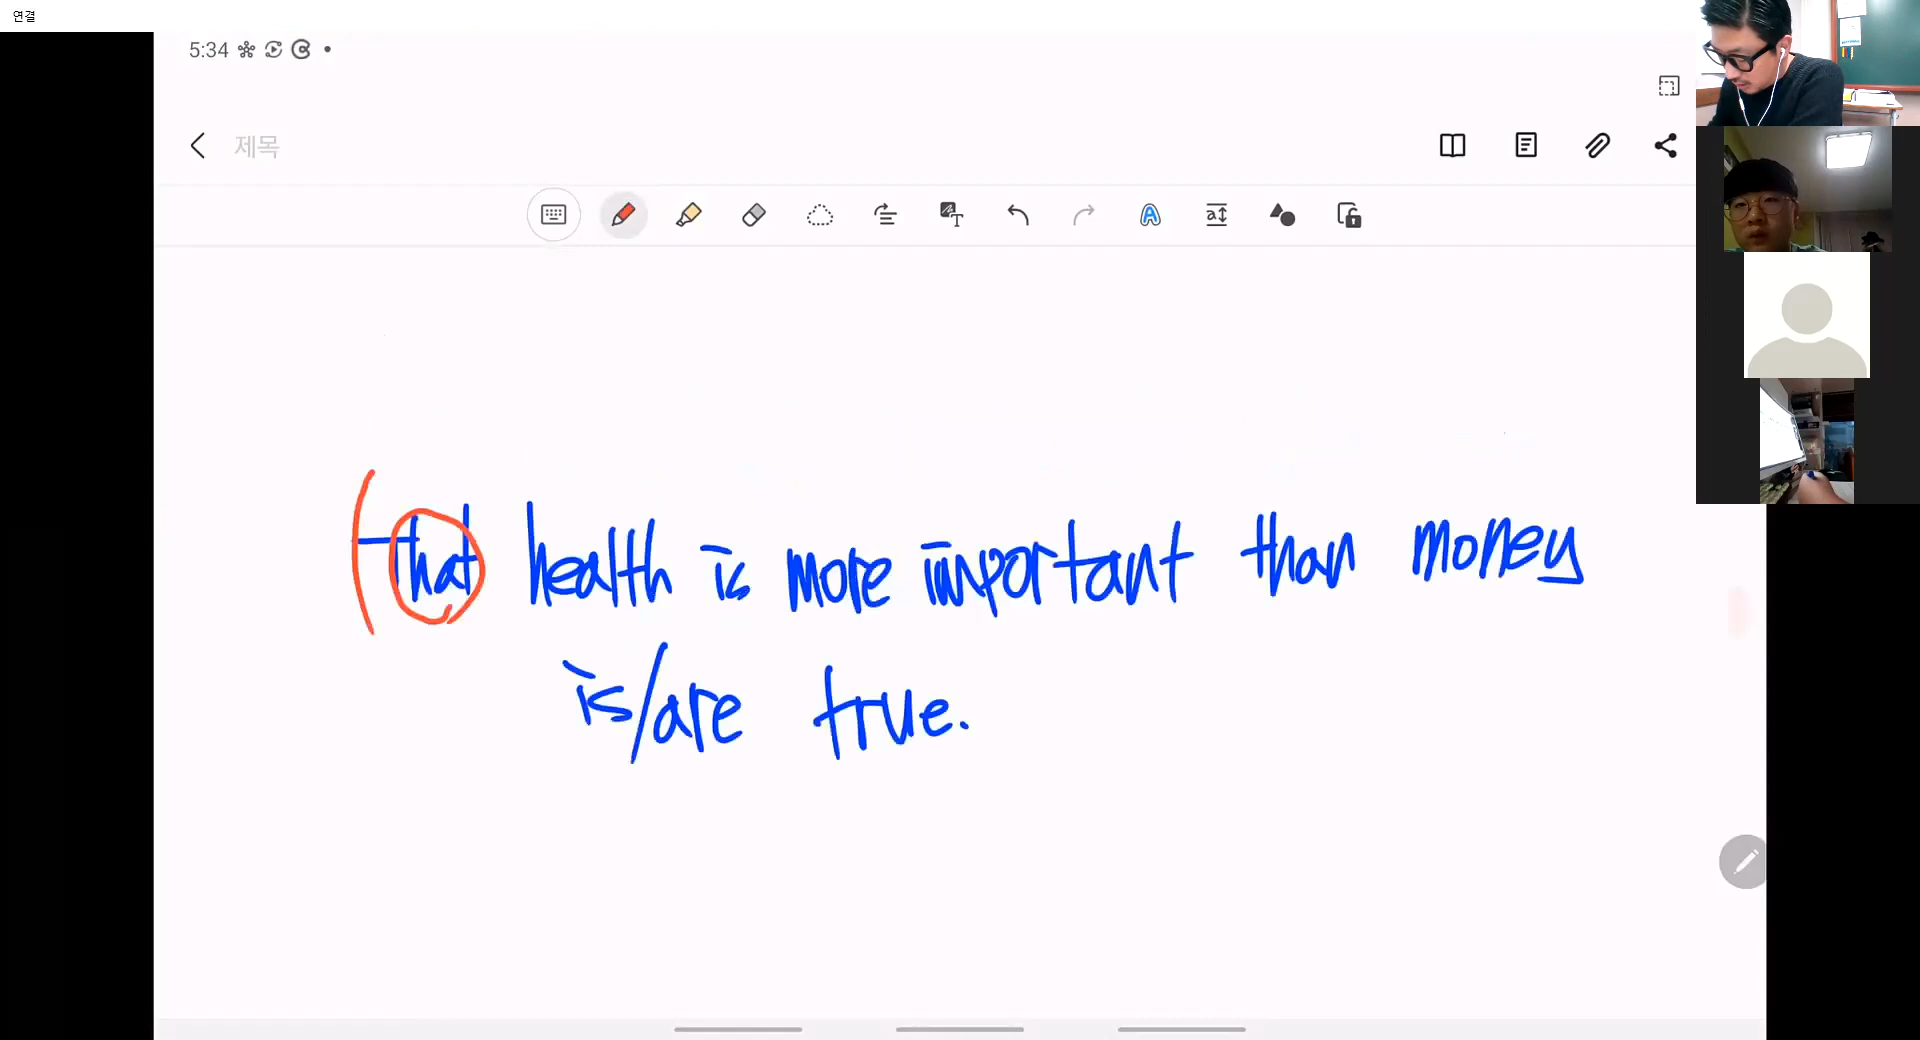 연결
5:34
제목
That health is more important than money
is/are true.